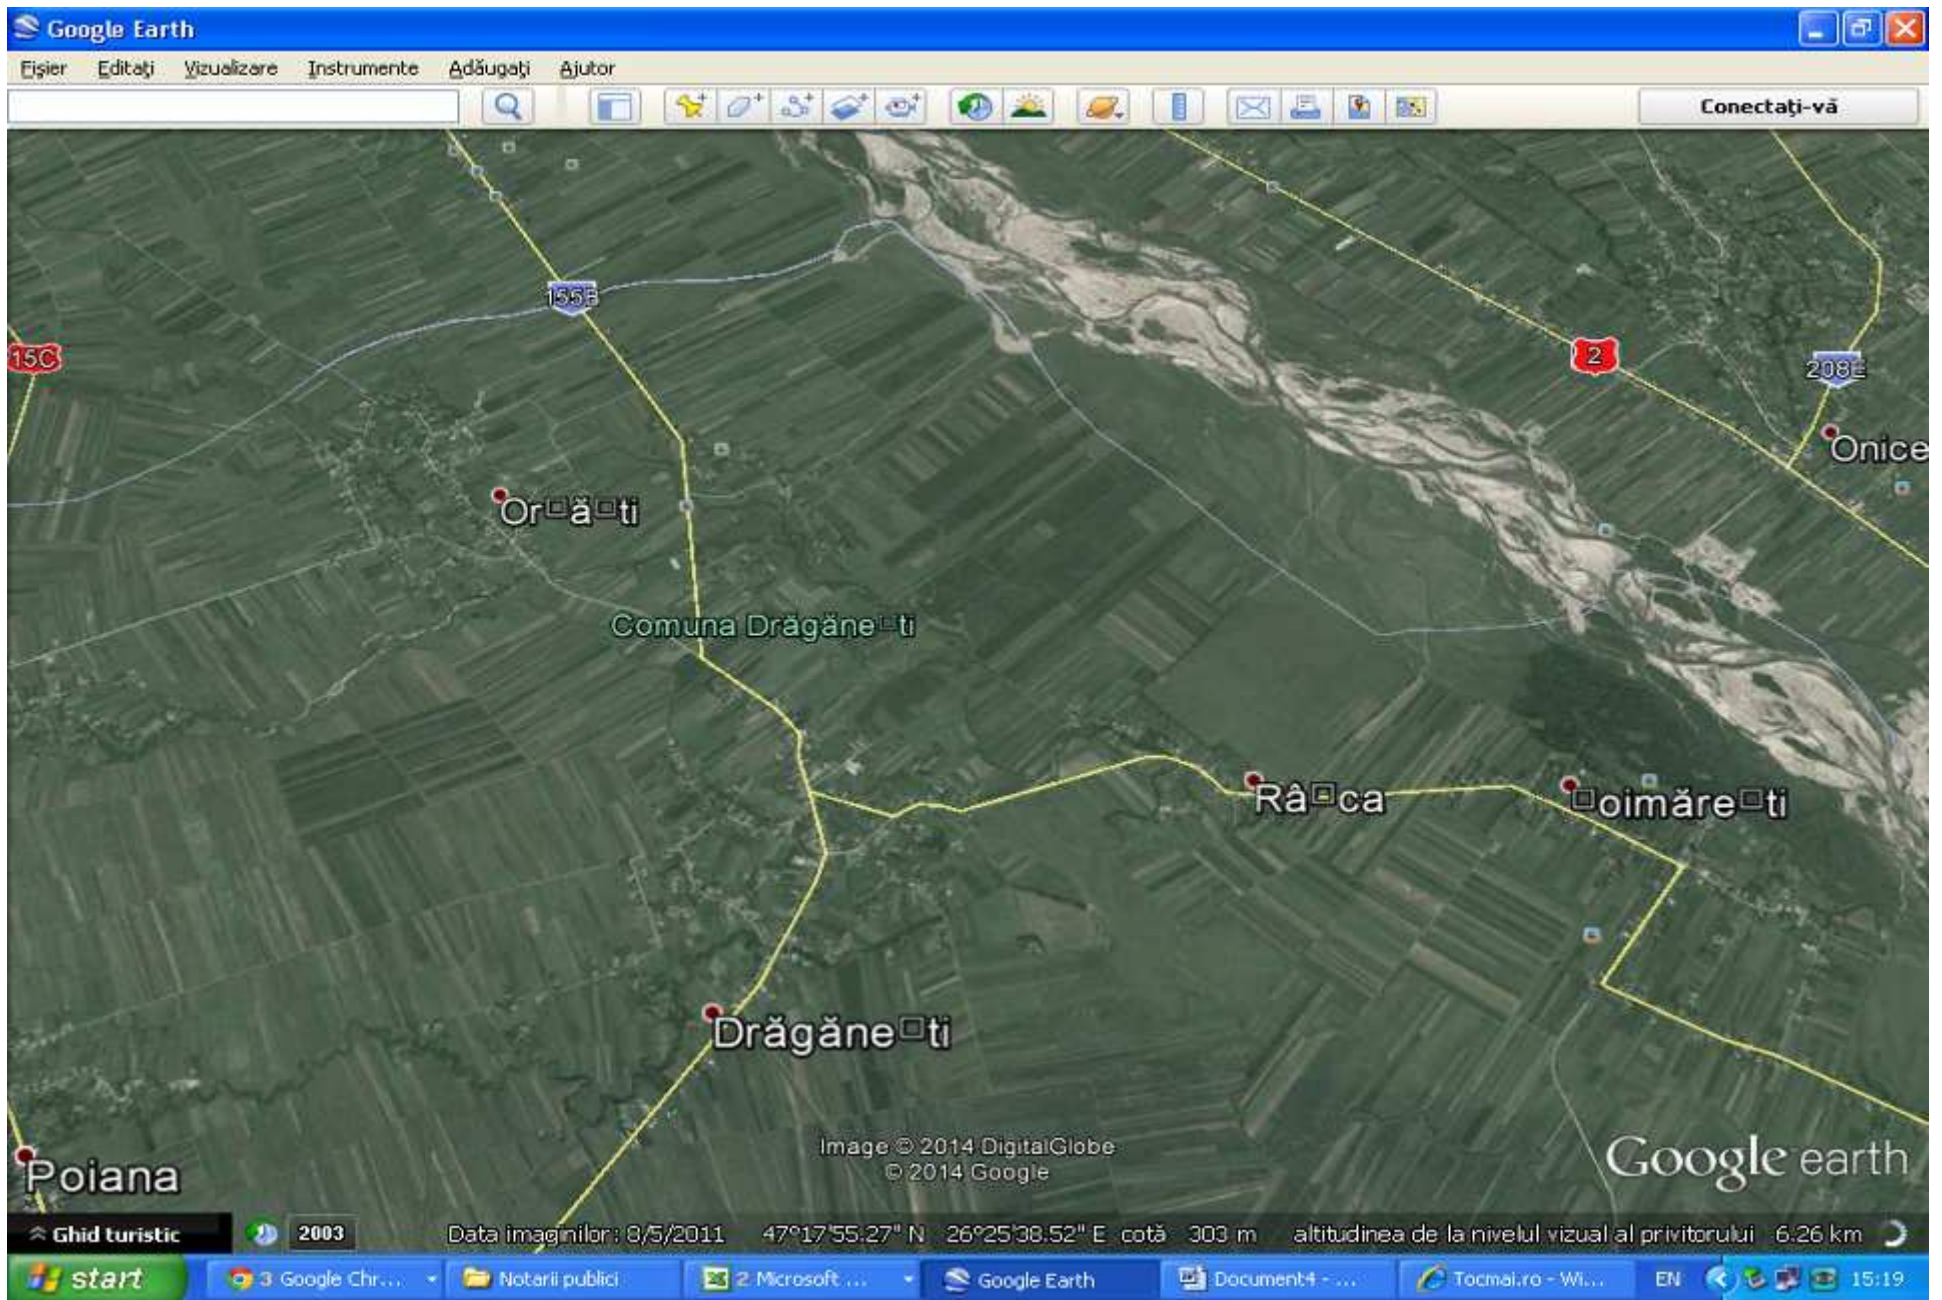 Google Earth
Fișier Editați Vizualizare Instrumente Adăugați Ajutor
Conectați-vă
155B
15C
2
208E
Onice
Or□ă□ti
Comuna Drăgăne□ti
Râ□ca
□oimăre□ti
Drăgăne□ti
Poiana
Image © 2014 DigitalGlobe
© 2014 Google
Google earth
Ghid turistic 2003 Data imaginilor: 8/5/2011 47°17'55.27" N 26°25'38.52" E cotă 303 m altitudinea de la nivelul vizual al privitorului 6.26 km
start 3 Google Chr... Notarii publici 2 Microsoft ... Google Earth Document4 - ... Tocmai.ro - Wi... EN 15:19